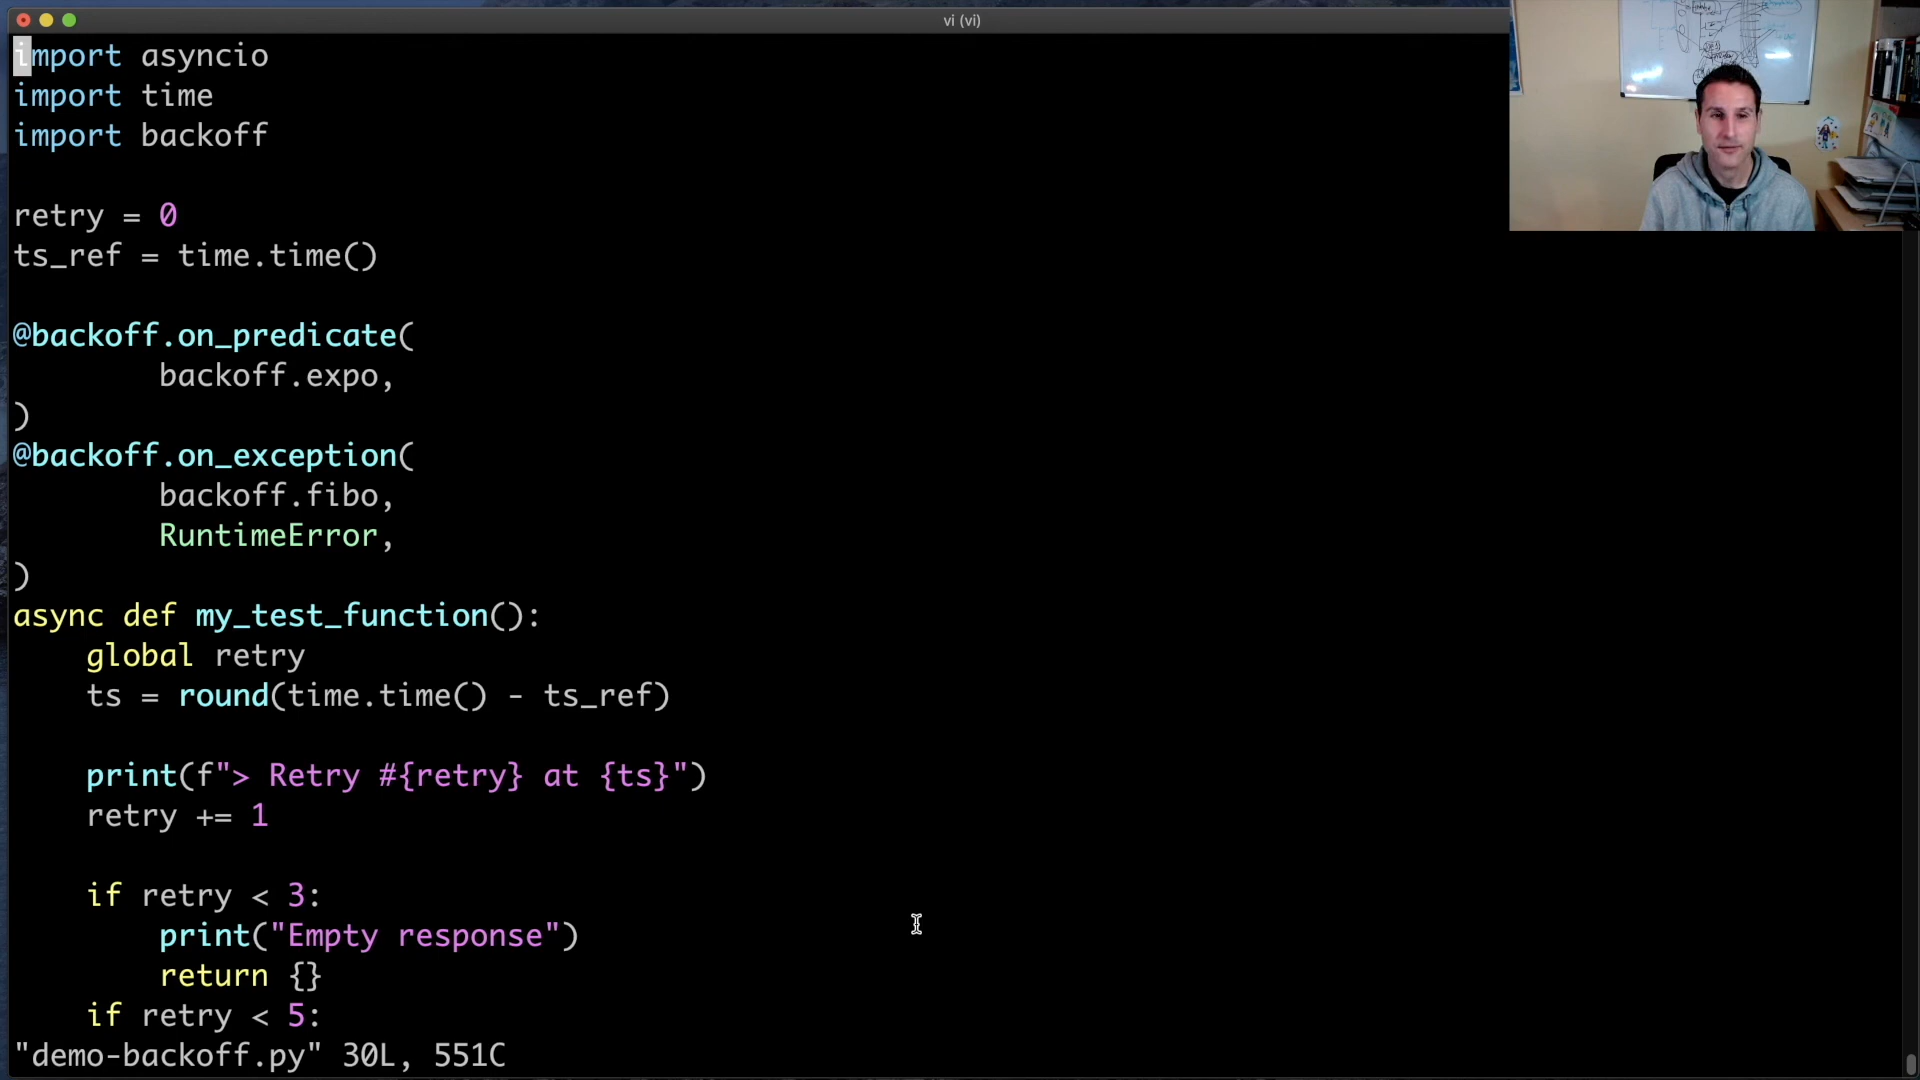 vi (vi)
import asyncio
import time
import backoff
retry = 0
ts_ref = time.time()
@backoff.on_predicate(
        backoff.expo,
)
@backoff.on_exception(
        backoff.fibo,
        RuntimeError,
)
async def my_test_function():
    global retry
    ts = round(time.time() - ts_ref)
    print(f"> Retry #{retry} at {ts}")
    retry += 1
    if retry < 3:
        print("Empty response")
        return {}
    if retry < 5:
"demo-backoff.py" 30L, 551C